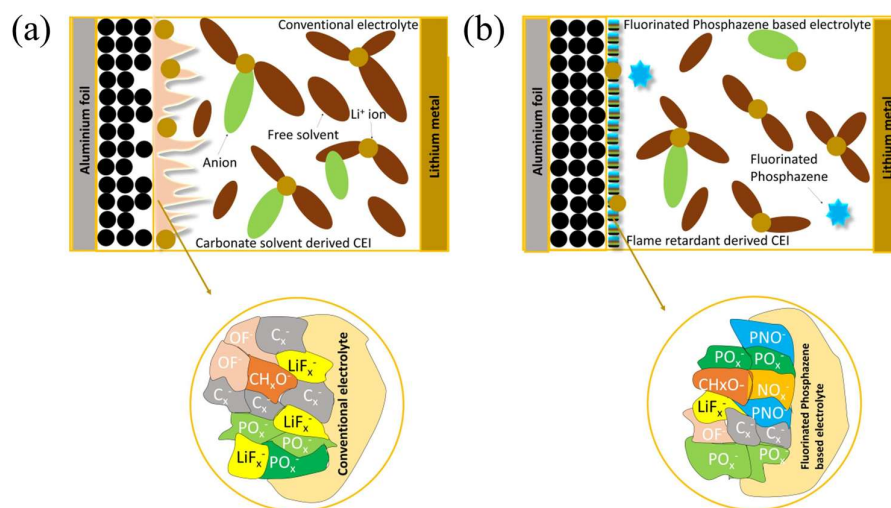 (a)
Conventional electrolyte
Aluminium foil
Li⁺ ion
Free solvent
Anion
Carbonate solvent derived CEI
Lithium metal
OF⁻
Cₓ⁻
OF⁻
LiFₓ⁻
CHₓO⁻
Cₓ⁻
Cₓ
Cₓ⁻
POₓ⁻
LiFₓ⁻
POₓ⁻
LiFₓ⁻
POₓ⁻
Conventional electrolyte
(b)
Fluorinated Phosphazene based electrolyte
Aluminium foil
Fluorinated
Phosphazene
Flame retardant derived CEI
Lithium metal
PNO⁻
POₓ⁻
POₓ⁻
CHxO-
NOₓ⁻
LiFₓ⁻
PNO⁻
OF⁻
Cₓ⁻
Cₓ⁻
POₓ⁻
POₓ⁻
Fluorinated Phosphazene
based electrolyte